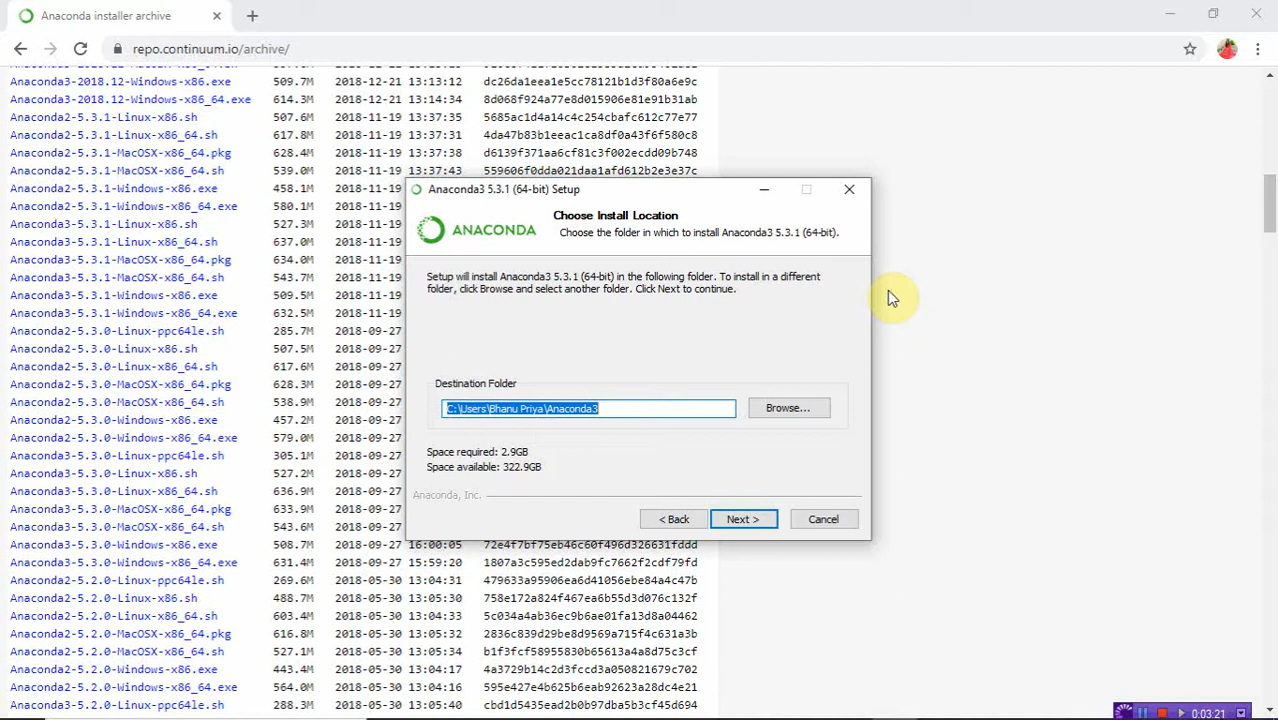 Anaconda installer archive
repo.continuum.io/archive/
Anaconda3-2018.12-Windows-x86.exe 509.7M 2018-12-21 13:13:12 dc26da1eea1e5cc78121b1d3f80a6e9c
Anaconda3-2018.12-Windows-x86_64.exe 614.3M 2018-12-21 13:14:34 8d068f924a77e8d015906e81e91b31ab
Anaconda2-5.3.1-Linux-x86.sh 507.6M 2018-11-19 13:37:35 5685ac1d4a14c4c254cbafc612c77e77
Anaconda2-5.3.1-Linux-x86_64.sh 617.8M 2018-11-19 13:37:31 4da47b83b1eeac1ca8df0a43f6f580c8
Anaconda2-5.3.1-MacOSX-x86_64.pkg 628.4M 2018-11-19 13:37:38 d6139f371aa6cf81c3f002ecdd09b748
Anaconda2-5.3.1-MacOSX-x86_64.sh 539.0M 2018-11-19 13:37:43 559606f0dda021daa1afd612b2e3e37c
Anaconda2-5.3.1-Windows-x86.exe 458.1M 2018-11-19
Anaconda2-5.3.1-Windows-x86_64.exe 580.1M 2018-11-19
Anaconda3-5.3.1-Linux-x86.sh 527.3M 2018-11-19
Anaconda3-5.3.1-Linux-x86_64.sh 637.0M 2018-11-19
Anaconda3-5.3.1-MacOSX-x86_64.pkg 634.0M 2018-11-19
Anaconda3-5.3.1-MacOSX-x86_64.sh 543.7M 2018-11-19
Anaconda3-5.3.1-Windows-x86.exe 509.5M 2018-11-19
Anaconda3-5.3.1-Windows-x86_64.exe 632.5M 2018-11-19
Anaconda2-5.3.0-Linux-ppc64le.sh 285.7M 2018-09-27
Anaconda2-5.3.0-Linux-x86.sh 507.5M 2018-09-27
Anaconda2-5.3.0-Linux-x86_64.sh 617.6M 2018-09-27
Anaconda2-5.3.0-MacOSX-x86_64.pkg 628.3M 2018-09-27
Anaconda2-5.3.0-MacOSX-x86_64.sh 538.9M 2018-09-27
Anaconda2-5.3.0-Windows-x86.exe 457.2M 2018-09-27
Anaconda2-5.3.0-Windows-x86_64.exe 579.0M 2018-09-27
Anaconda3-5.3.0-Linux-ppc64le.sh 305.1M 2018-09-27
Anaconda3-5.3.0-Linux-x86.sh 527.2M 2018-09-27
Anaconda3-5.3.0-Linux-x86_64.sh 636.9M 2018-09-27
Anaconda3-5.3.0-MacOSX-x86_64.pkg 633.9M 2018-09-27
Anaconda3-5.3.0-MacOSX-x86_64.sh 543.6M 2018-09-27
Anaconda3-5.3.0-Windows-x86.exe 508.7M 2018-09-27 16:00:05 72e4f7bf75eb46c60f496d326631fddd
Anaconda3-5.3.0-Windows-x86_64.exe 631.4M 2018-09-27 15:59:20 1807a3c595ed2dab9fc7662f2cdf79fd
Anaconda2-5.2.0-Linux-ppc64le.sh 269.6M 2018-05-30 13:04:31 479633a95906ea6d41056ebe84a4c47b
Anaconda2-5.2.0-Linux-x86.sh 488.7M 2018-05-30 13:05:30 758e172a824f467ea6b55d3d076c132f
Anaconda2-5.2.0-Linux-x86_64.sh 603.4M 2018-05-30 13:04:33 5c034a4ab36ec9b6ae01fa13d8a04462
Anaconda2-5.2.0-MacOSX-x86_64.pkg 616.8M 2018-05-30 13:05:32 2836c839d29be8d9569a715f4c631a3b
Anaconda2-5.2.0-MacOSX-x86_64.sh 527.1M 2018-05-30 13:05:34 b1f3fcf58955830b65613a4a8d75c3cf
Anaconda2-5.2.0-Windows-x86.exe 443.4M 2018-05-30 13:04:17 4a3729b14c2d3fccd3a050821679c702
Anaconda2-5.2.0-Windows-x86_64.exe 564.0M 2018-05-30 13:04:16 595e427e4b625b6eab92623a28dc4e21
Anaconda3-5.2.0-Linux-ppc64le.sh 288.3M 2018-05-30 13:05:40 cbd1d5435ead2b0b97dba5b3cf45d694
Anaconda3 5.3.1 (64-bit) Setup
ANACONDA
Choose Install Location
Choose the folder in which to install Anaconda3 5.3.1 (64-bit).
Setup will install Anaconda3 5.3.1 (64-bit) in the following folder. To install in a different
folder, click Browse and select another folder. Click Next to continue.
Destination Folder
C:\Users\Bhanu Priya\Anaconda3
Browse...
Space required: 2.9GB
Space available: 322.9GB
Anaconda, Inc.
< Back Next > Cancel
0:03:21